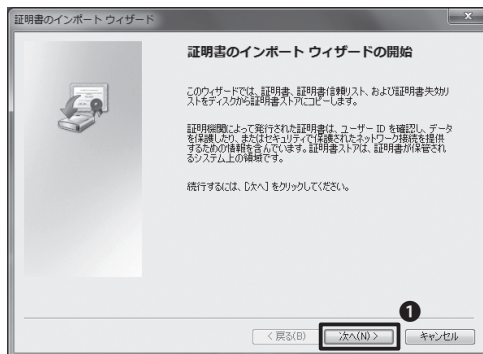 証明書のインポート ウィザード
x
証明書のインポート ウィザードの開始
このウィザードでは、証明書、証明書信頼リスト、および証明書失効リ
ストをディスクから証明書ストアにコピーします。
証明機関によって発行された証明書は、ユーザー ID を確認し、データ
を保護したり、またはセキュリティで保護されたネットワーク接続を提供
するための情報を含んでいます。証明書ストアは、証明書が保管され
るシステム上の領域です。
続行するには、[次へ] をクリックしてください。
❶
< 戻る(B)
次へ(N) >
キャンセル